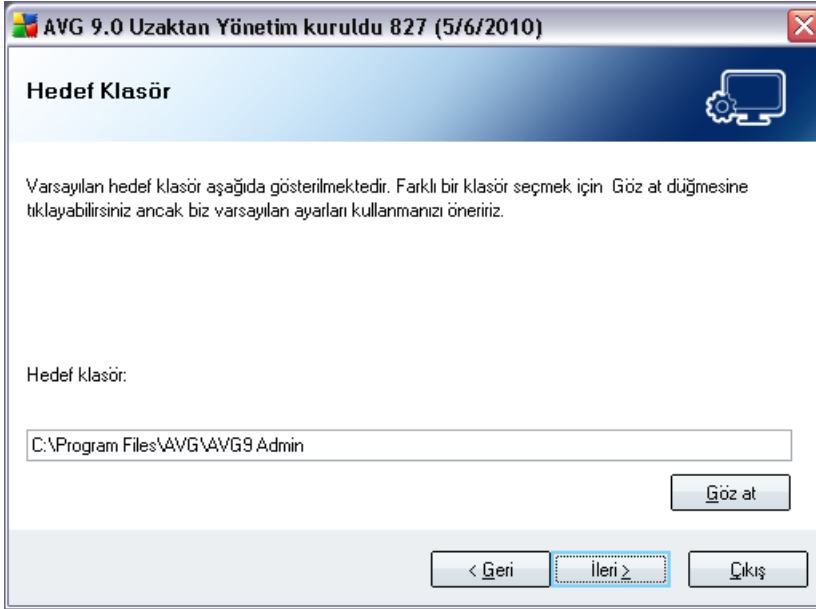 AVG 9.0 Uzaktan Yönetim kuruldu 827 (5/6/2010)
Hedef Klasör
Varsayılan hedef klasör aşağıda gösterilmektedir. Farklı bir klasör seçmek için  Göz at düğmesine
tıklayabilirsiniz ancak biz varsayılan ayarları kullanmanızı öneririz.
Hedef klasör:
C:\Program Files\AVG\AVG9 Admin
Göz at
< Geri
İleri >
Çıkış